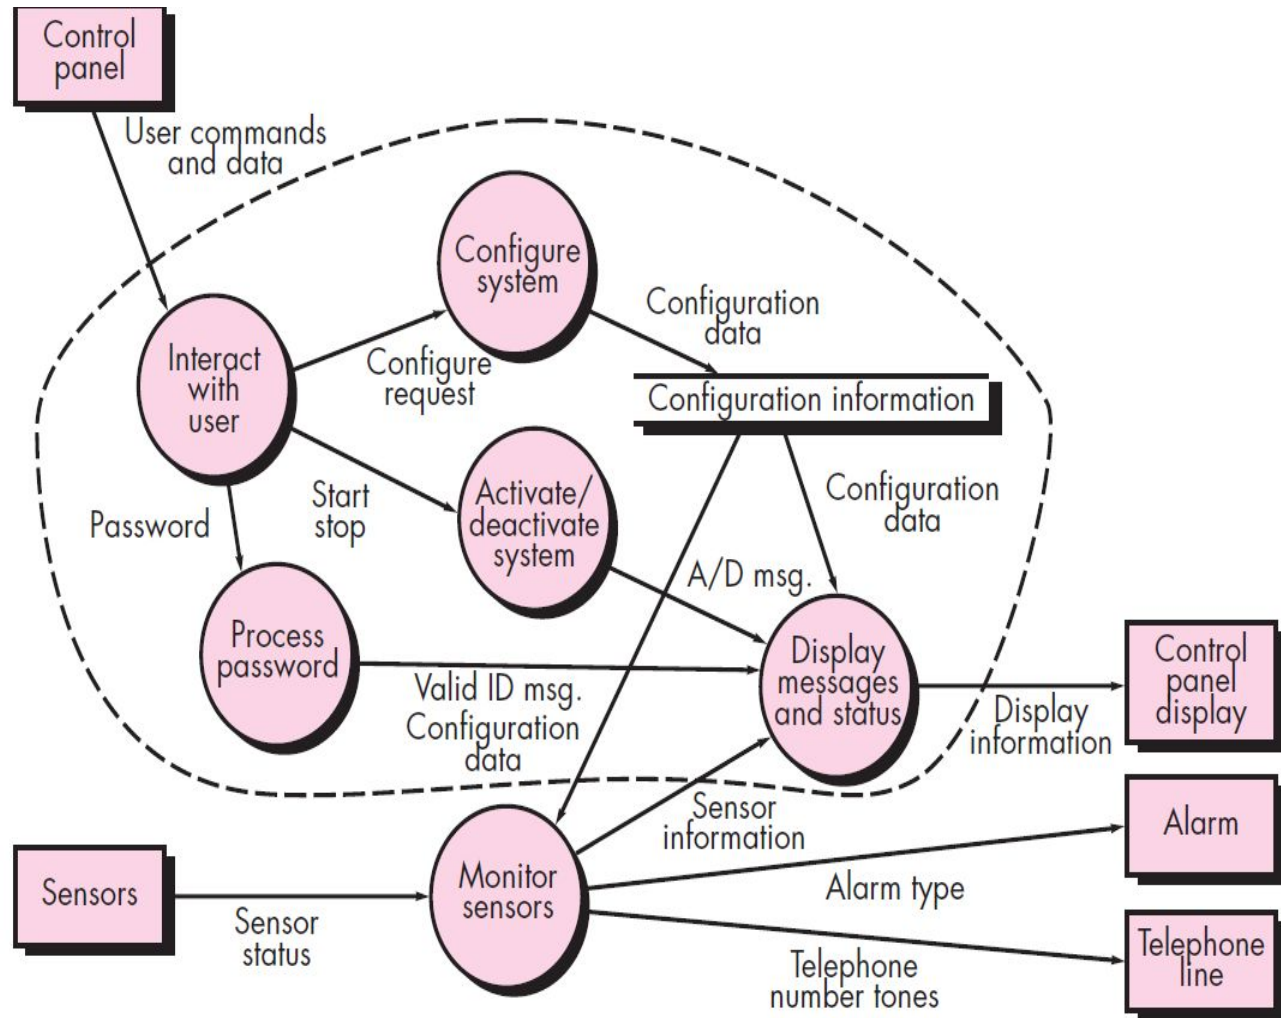 Control
panel
User commands
and data
Configure
system
Configuration
data
Interact
with
user
Configure
request
Configuration information
Start
stop
Activate/
deactivate
system
Configuration
data
Password
A/D msg.
Process
password
Display
messages
and status
Control
panel
display
Valid ID msg.
Configuration
data
Display
information
Sensor
information
Alarm
Sensors
Monitor
sensors
Alarm type
Sensor
status
Telephone
number tones
Telephone
line